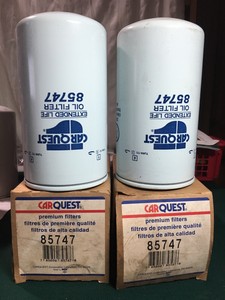 CARQUEST
EXTENDED LIFE
OIL FILTER
85747
CARQUEST
EXTENDED LIFE
OIL FILTER
85747
CARQUEST
premium filters
filtres de première qualité
filtros de alta calidad
85747
CARQUEST
premium filters
filtres de première qualité
filtros de alta calidad
85747